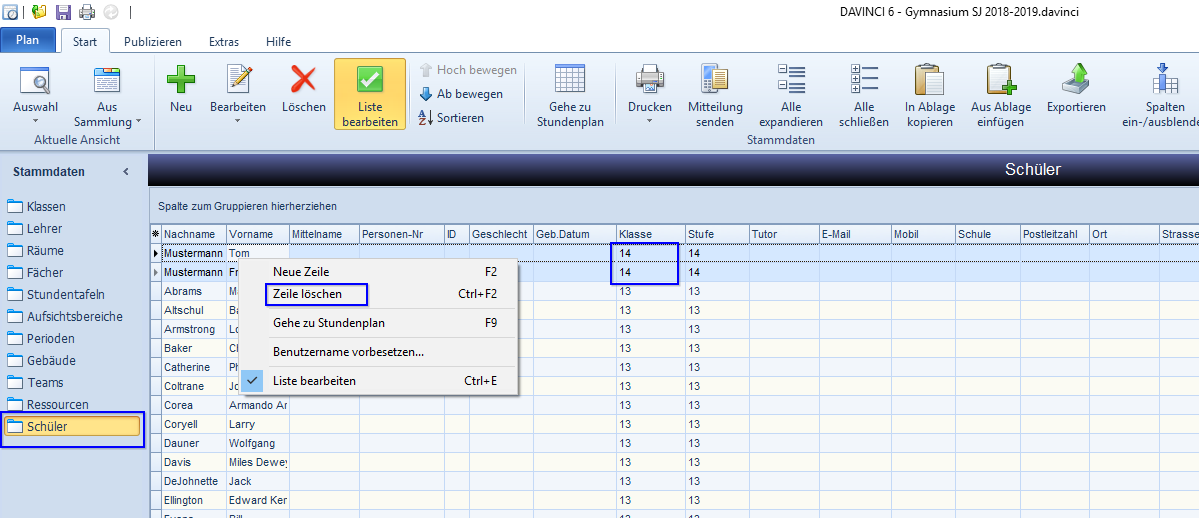 DAVINCI 6 - Gymnasium SJ 2018-2019.davinci
Plan Start Publizieren Extras Hilfe
Auswahl
Aus Sammlung
Neu
Bearbeiten
Löschen
Liste bearbeiten
Hoch bewegen
Ab bewegen
Sortieren
Gehe zu Stundenplan
Drucken
Mitteilung senden
Alle expandieren
Alle schließen
In Ablage kopieren
Aus Ablage einfügen
Exportieren
Spalten ein-/ausblende
Aktuelle Ansicht
Stammdaten
Stammdaten
Klassen
Lehrer
Räume
Fächer
Stundentafeln
Aufsichtsbereiche
Perioden
Gebäude
Teams
Ressourcen
Schüler
Schüler
Spalte zum Gruppieren hierherziehen
Nachname Vorname Mittelname Personen-Nr ID Geschlecht Geb.Datum Klasse Stufe Tutor E-Mail Mobil Schule Postleitzahl Ort Strasse
Mustermann Tom 14 14
Mustermann Fr 14 14
Abrams 13 13
Altschul Ba 13 13
Armstrong Lo 13 13
Baker 13 13
Catherine Ph 13 13
Coltrane Jo 13 13
Corea Armando Ar 13 13
Coryell Larry 13 13
Dauner Wolfgang 13 13
Davis Miles Dewey 13 13
DeJohnette Jack 13 13
Ellington Edward Ker 13 13
Neue Zeile F2
Zeile löschen Ctrl+F2
Gehe zu Stundenplan F9
Benutzername vorbesetzen...
Liste bearbeiten Ctrl+E